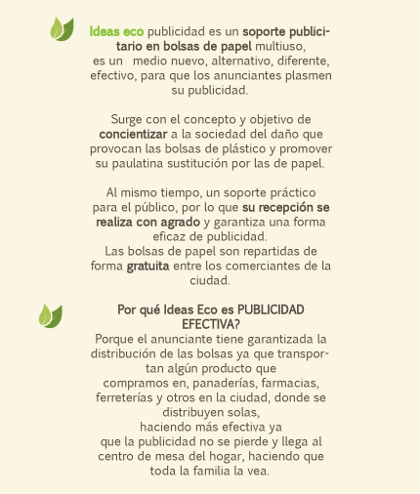 Ideas eco publicidad es un soporte publici-
tario en bolsas de papel multiuso,
es un medio nuevo, alternativo, diferente,
efectivo, para que los anunciantes plasmen
su publicidad.
Surge con el concepto y objetivo de
concientizar a la sociedad del daño que
provocan las bolsas de plástico y promover
su paulatina sustitución por las de papel.
Al mismo tiempo, un soporte práctico
para el público, por lo que su recepción se
realiza con agrado y garantiza una forma
eficaz de publicidad.
Las bolsas de papel son repartidas de
forma gratuita entre los comerciantes de la
ciudad.
Por qué Ideas Eco es PUBLICIDAD
EFECTIVA?
Porque el anunciante tiene garantizada la
distribución de las bolsas ya que transpor-
tan algún producto que
compramos en, panaderías, farmacias,
ferreterías y otros en la ciudad, donde se
distribuyen solas,
haciendo más efectiva ya
que la publicidad no se pierde y llega al
centro de mesa del hogar, haciendo que
toda la familia la vea.